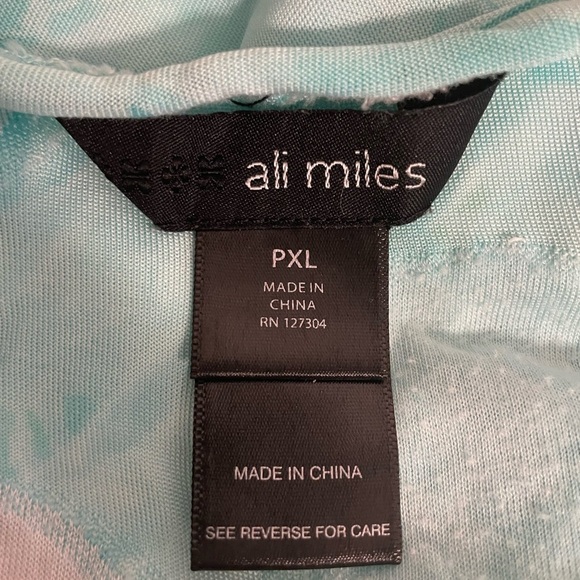 ali miles
PXL
MADE IN
CHINA
RN 127304
MADE IN CHINA
SEE REVERSE FOR CARE